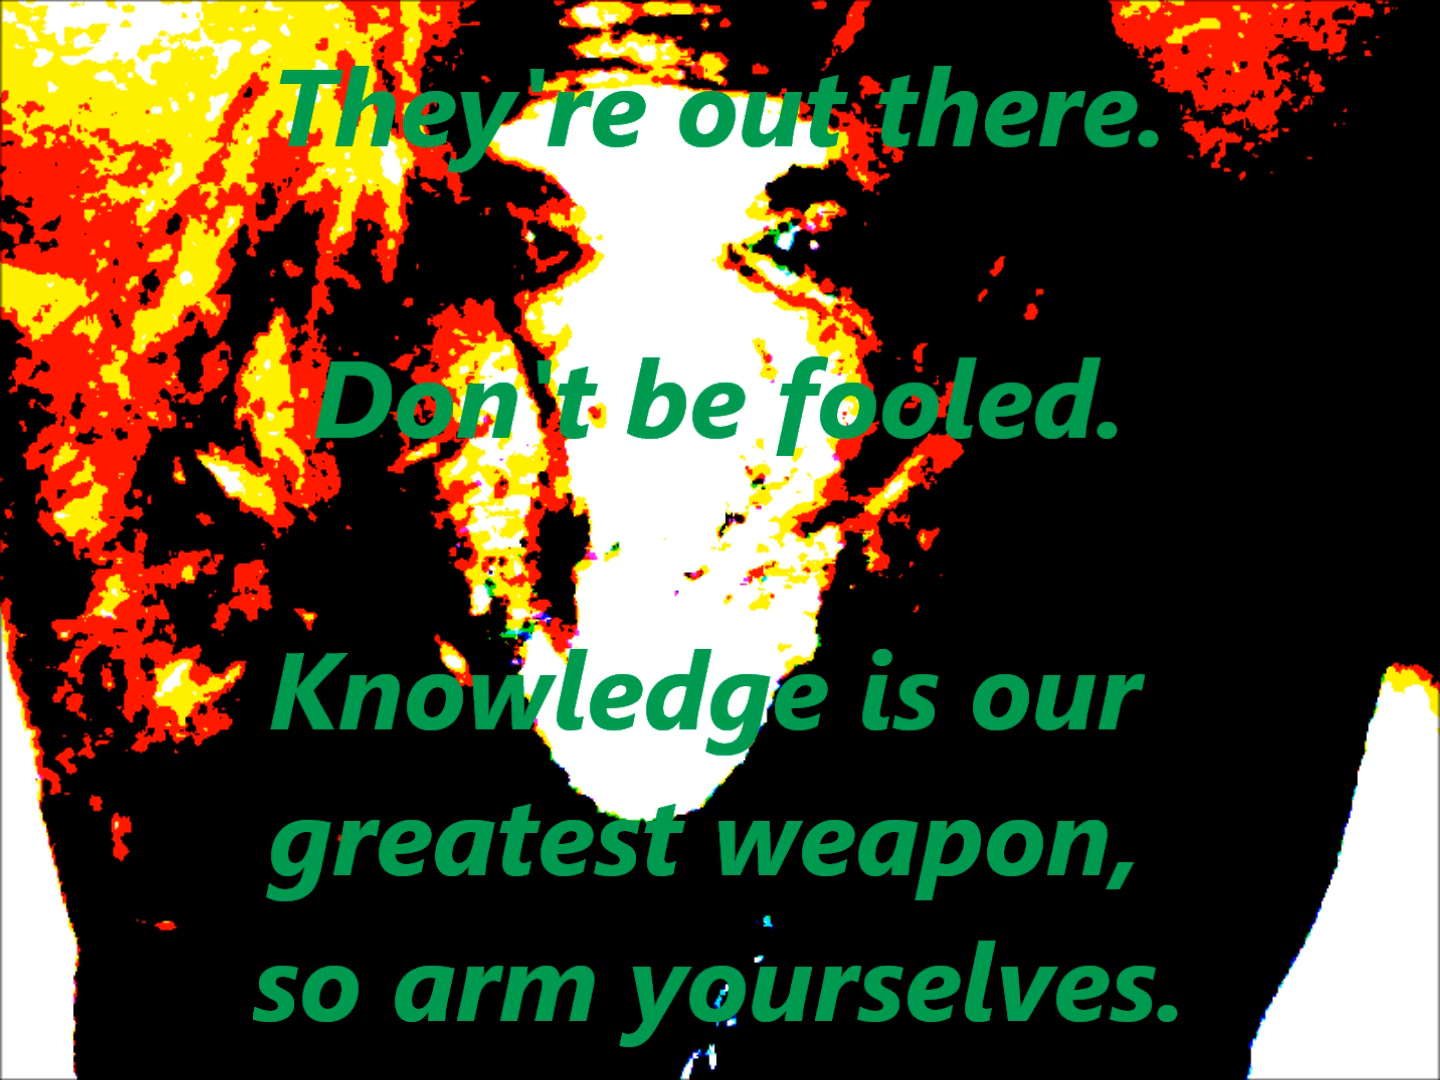 They're out there.
Don't be fooled.
Knowledge is our
greatest weapon,
so arm yourselves.